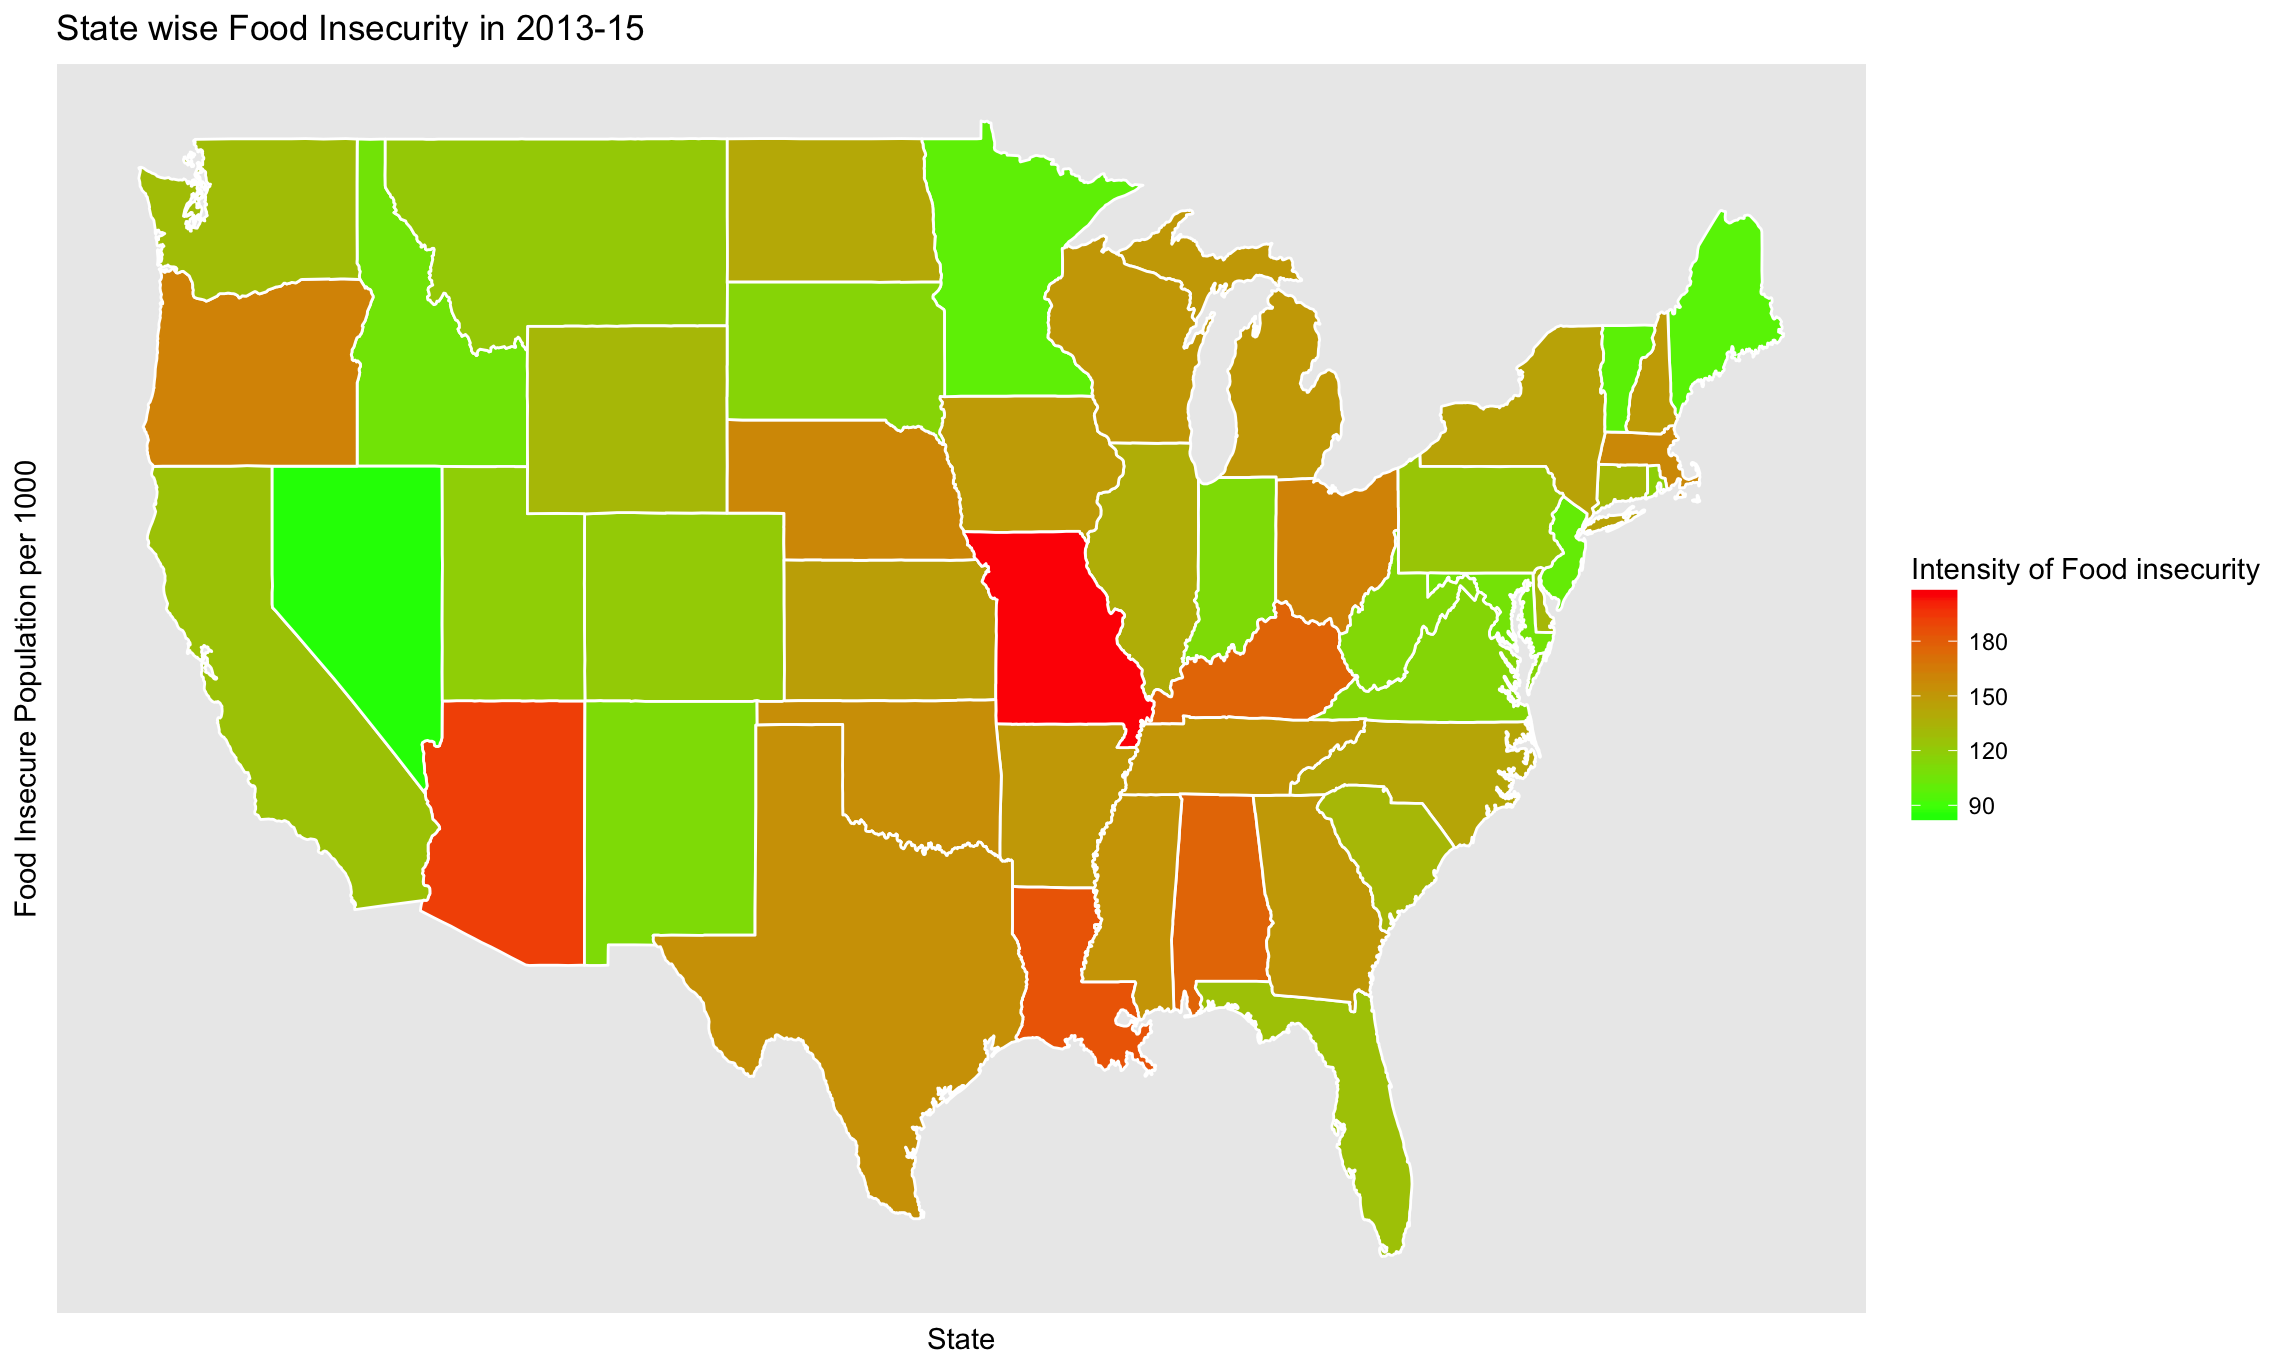 State wise Food Insecurity in 2013-15
Food Insecure Population per 1000
Intensity of Food insecurity
180
150
120
90
State